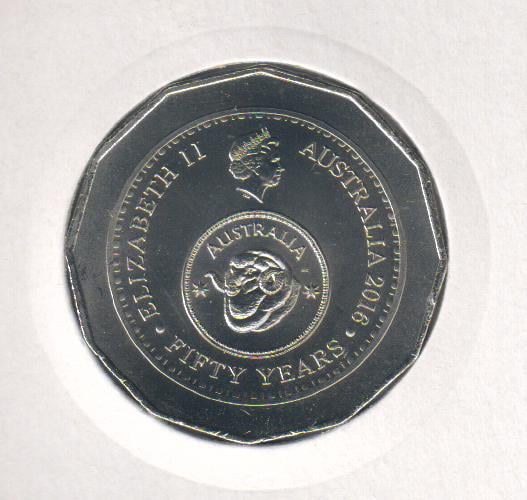 ELIZABETH II
AUSTRALIA 2016
FIFTY YEARS
AUSTRALIA